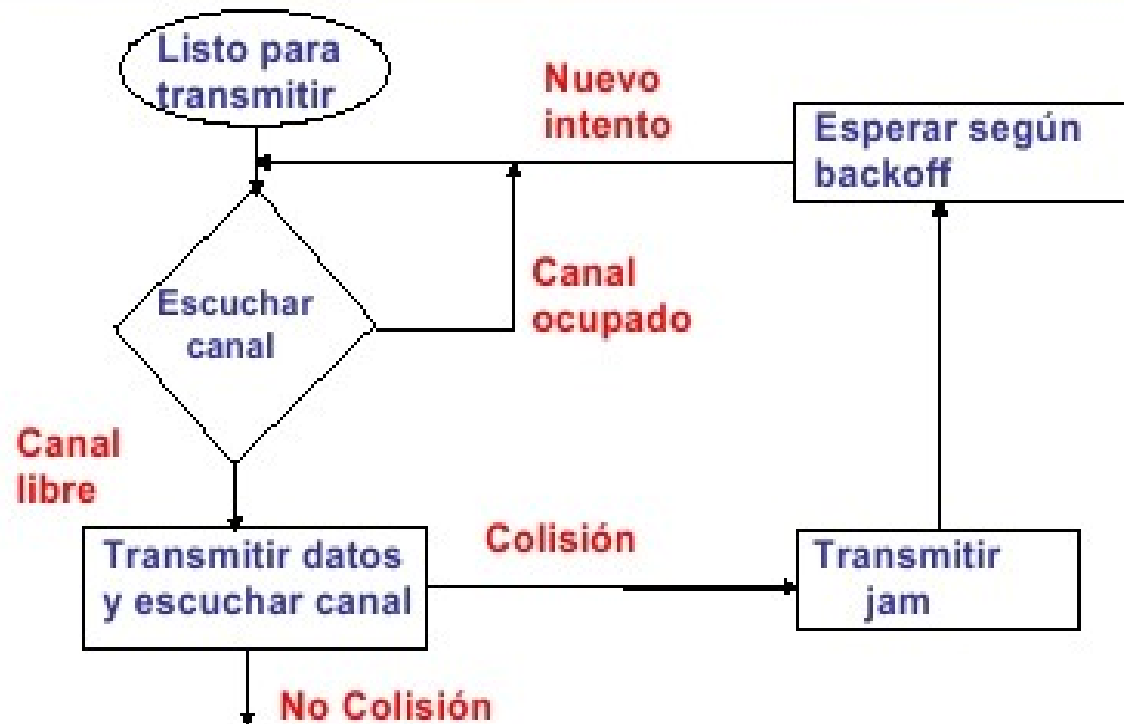 Listo para
transmitir
Nuevo
intento
Esperar según
backoff
Escuchar
canal
Canal
ocupado
Canal
libre
Transmitir datos
y escuchar canal
Colisión
Transmitir
jam
No Colisión